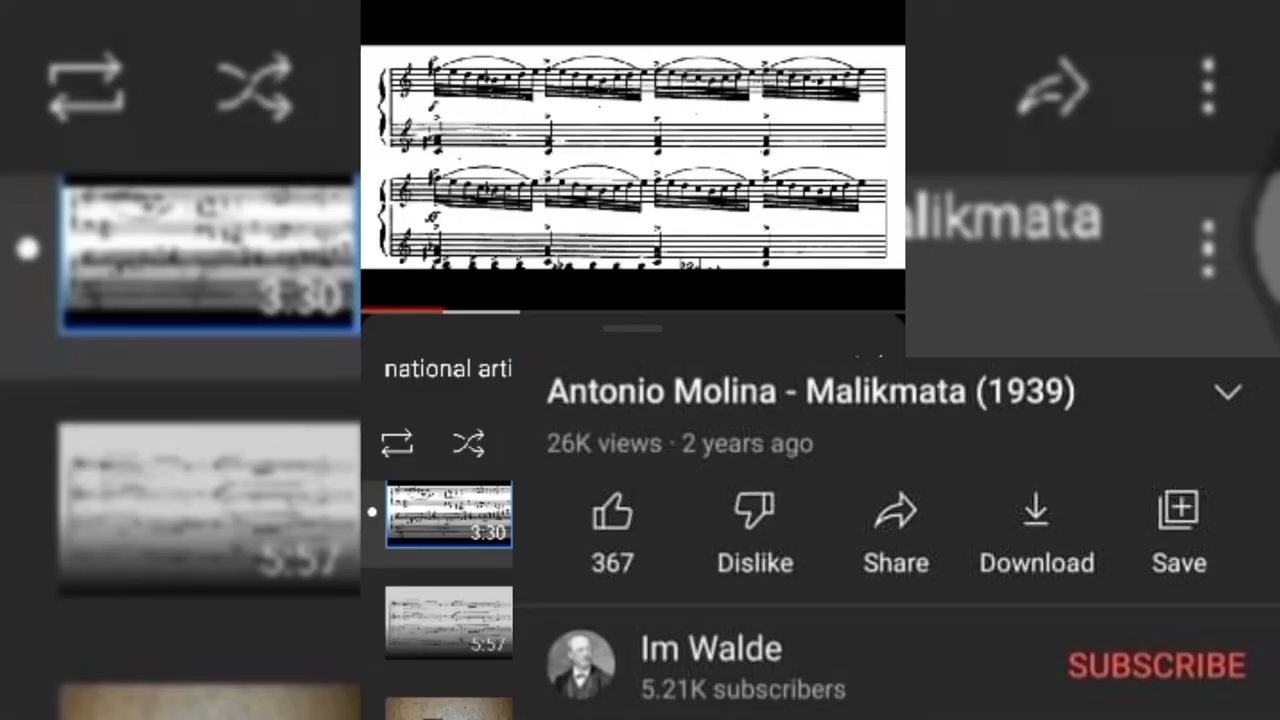 alikmata
3:30
5:57
national arti
3:30
5:57
Antonio Molina - Malikmata (1939)
26K views · 2 years ago
367
Dislike
Share
Download
Save
Im Walde
5.21K subscribers
SUBSCRIBE